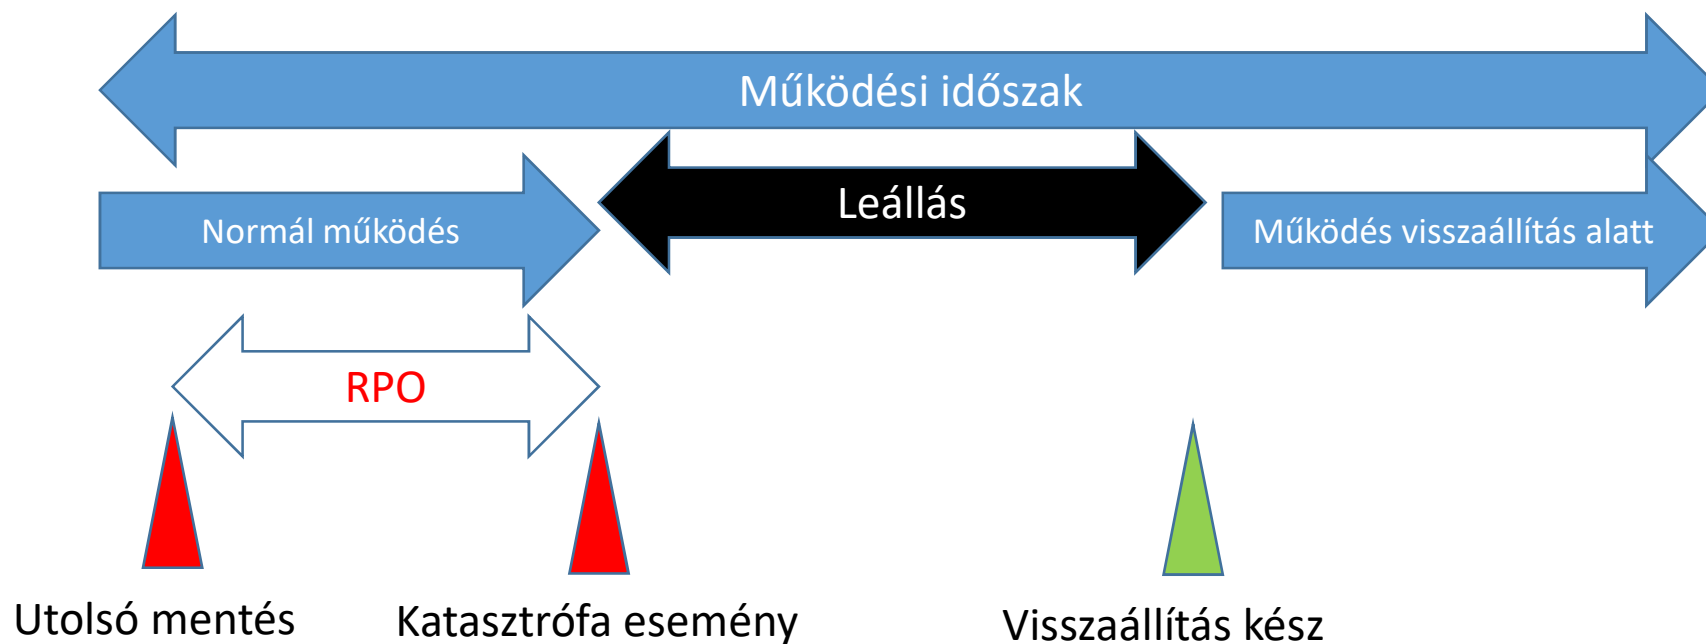 Működési időszak
Leállás
Normál működés
Működés visszaállítás alatt
RPO
Utolsó mentés
Katasztrófa esemény
Visszaállítás kész